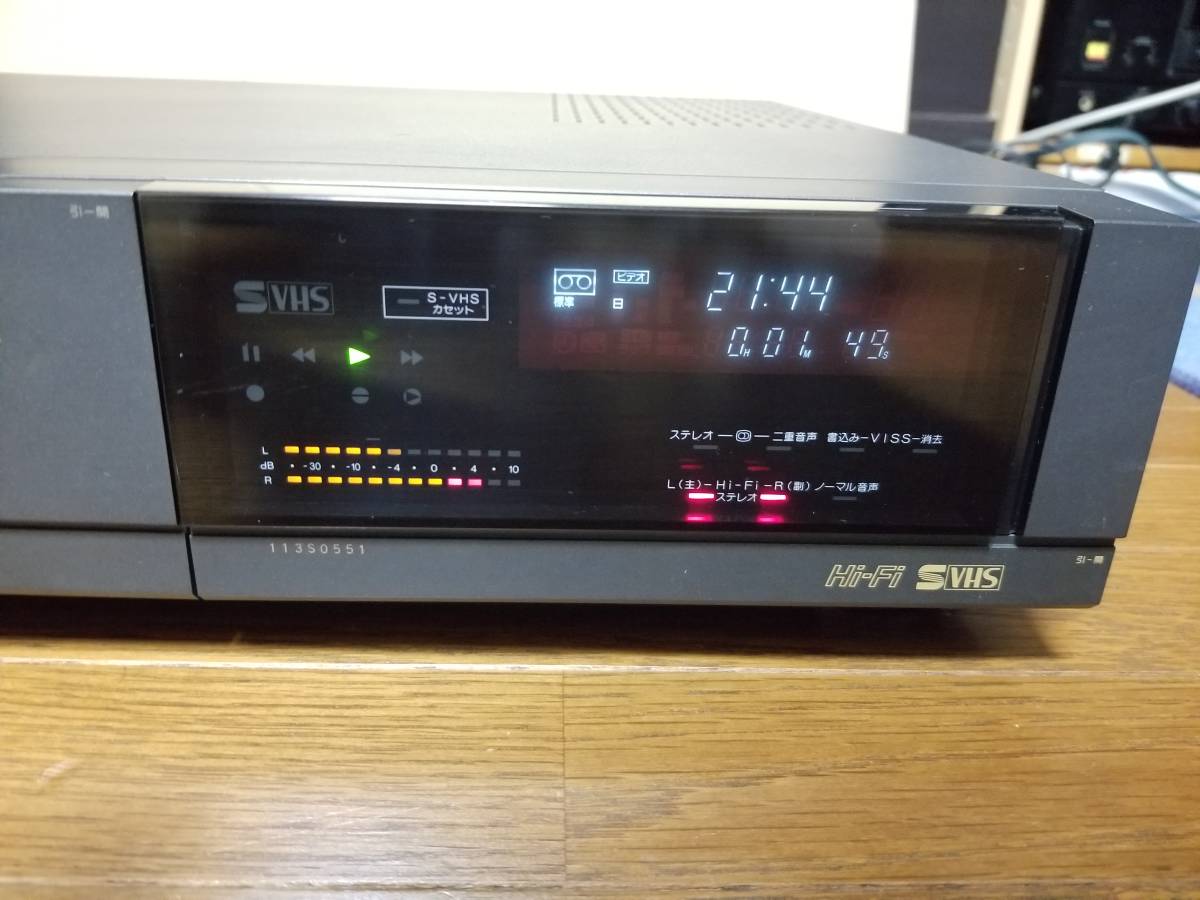 引-開
S VHS
S-VHS
カセット
標準
ビデオ
日
21:44
0H 01M 49S
L
dB • -30 • -10 • -4 • 0 • 4 • 10
R
ステレオ 二重音声 書込み-VISS-消去
L(主)-Hi-Fi-R(副) ノーマル音声
ステレオ
113S0551
引-開
Hi-Fi S VHS